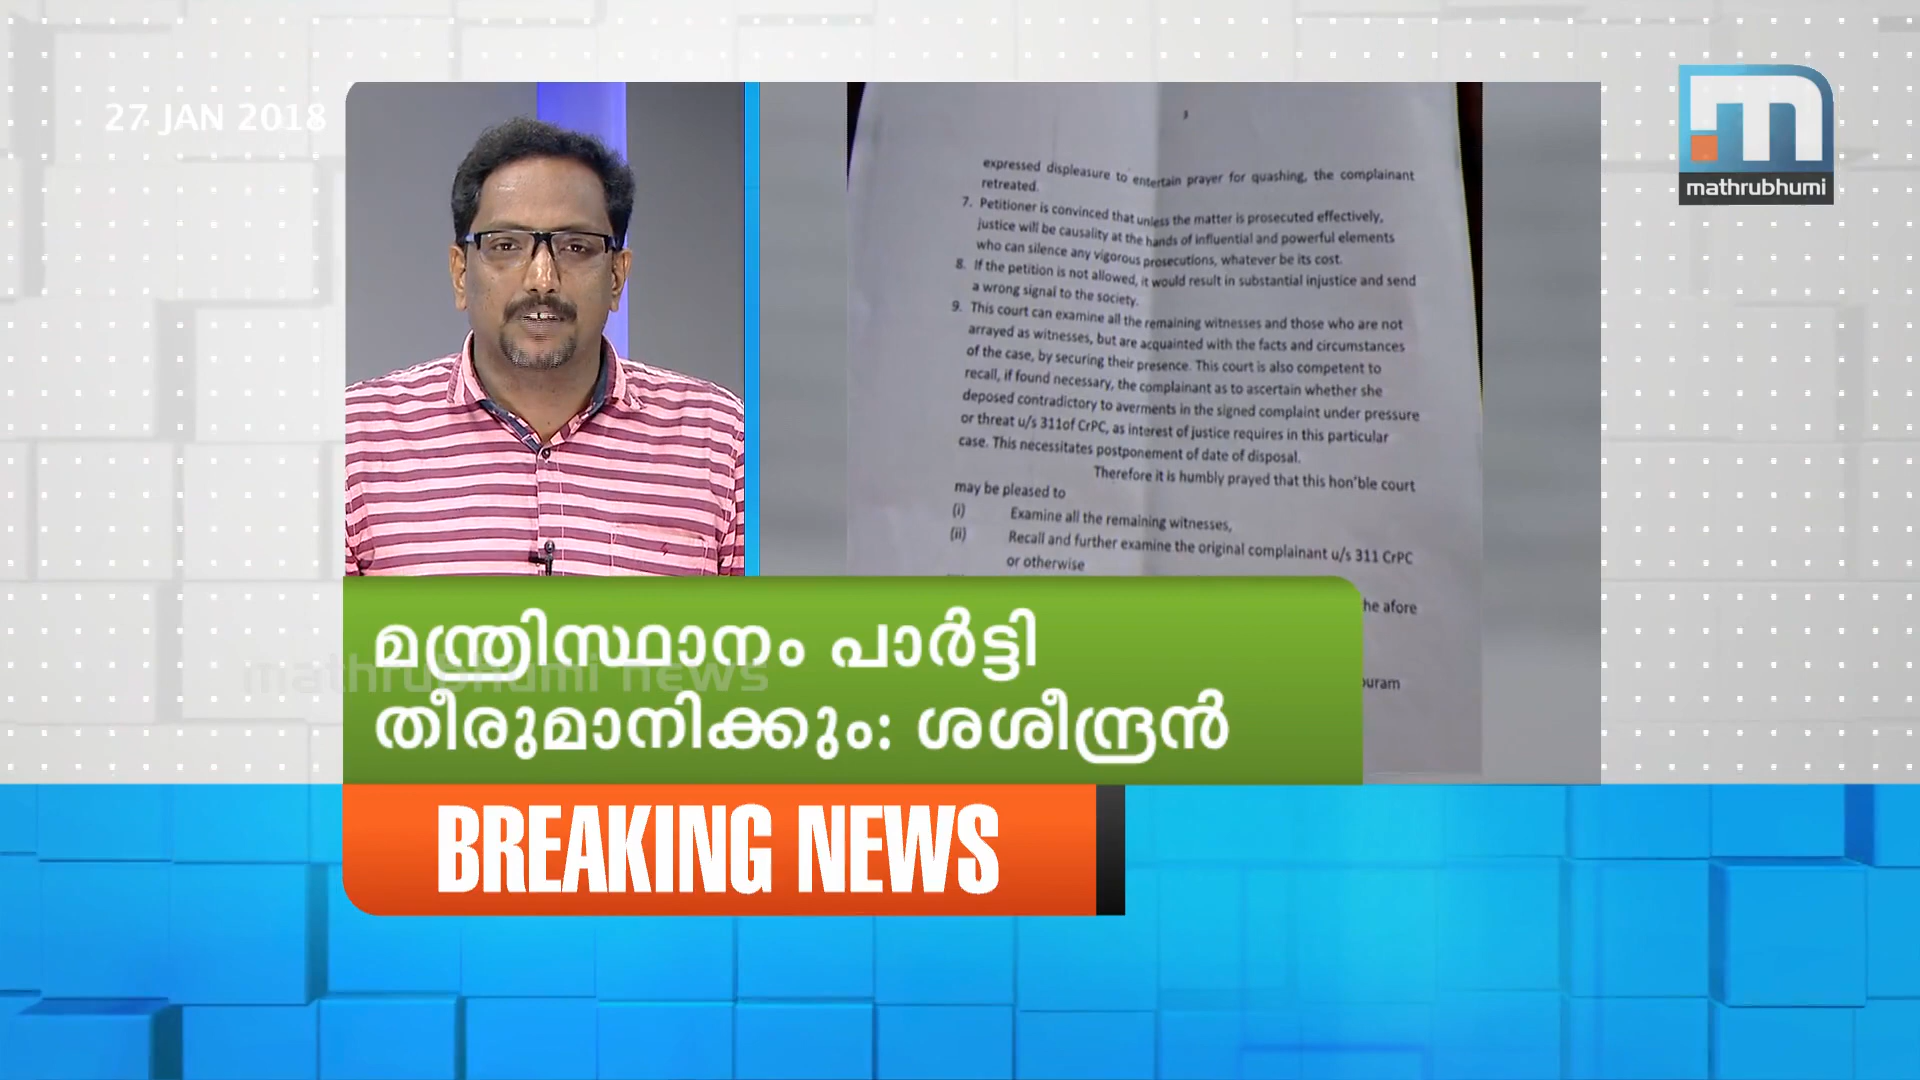 27 JAN 2018
mathrubhumi
3
expressed displeasure to entertain prayer for quashing, the complainant
retreated.
7. Petitioner is convinced that unless the matter is prosecuted effectively,
justice will be causality at the hands of influential and powerful elements
who can silence any vigorous prosecutions, whatever be its cost.
8. If the petition is not allowed, it would result in substantial injustice and send
a wrong signal to the society.
9. This court can examine all the remaining witnesses and those who are not
arrayed as witnesses, but are acquainted with the facts and circumstances
of the case, by securing their presence. This court is also competent to
recall, if found necessary, the complainant as to ascertain whether she
deposed contradictory to averments in the signed complaint under pressure
or threat u/s 311of CrPC, as interest of justice requires in this particular
case. This necessitates postponement of date of disposal.
Therefore it is humbly prayed that this hon'ble court
may be pleased to
(i) Examine all the remaining witnesses,
(ii) Recall and further examine the original complainant u/s 311 CrPC
or otherwise
he afore
puram
മന്ത്രിസ്ഥാനം പാർട്ടി
mathrubhumi news
തീരുമാനിക്കും: ശശീന്ദ്രൻ
BREAKING NEWS